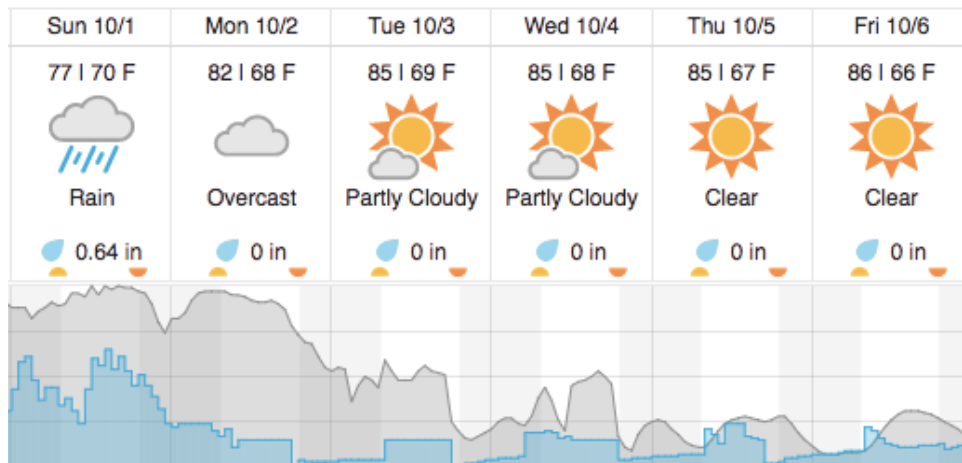 Sun 10/1 Mon 10/2 Tue 10/3 Wed 10/4 Thu 10/5 Fri 10/6
77 | 70 F 82 | 68 F 85 | 69 F 85 | 68 F 85 | 67 F 86 | 66 F
Rain Overcast Partly Cloudy Partly Cloudy Clear Clear
0.64 in 0 in 0 in 0 in 0 in 0 in